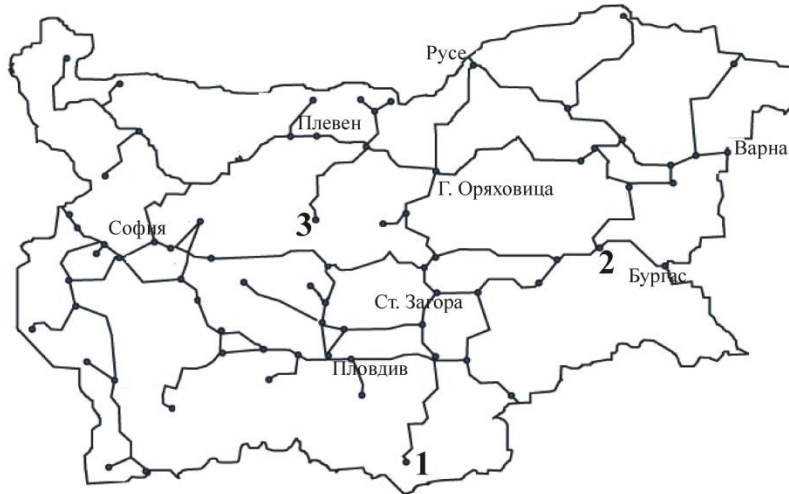 Русе
Плевен
Варна
Г. Оряховица
3
София
2
Бургас
Ст. Загора
Пловдив
1